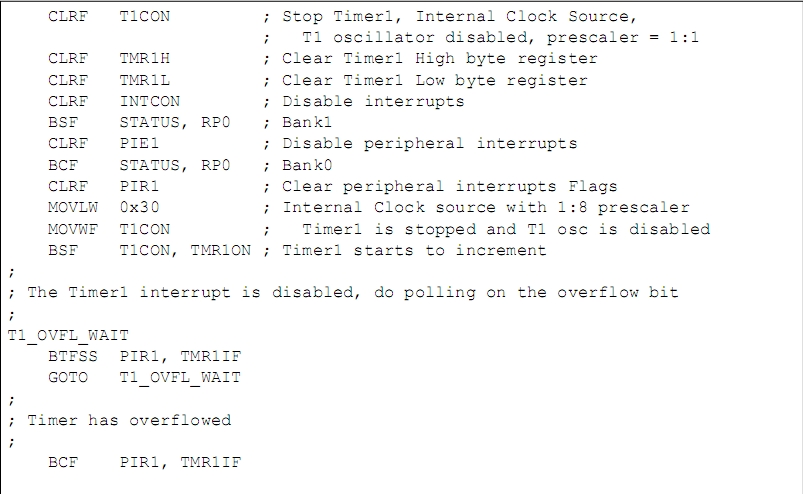 CLRF T1CON ; Stop Timer1, Internal Clock Source,
; T1 oscillator disabled, prescaler = 1:1
CLRF TMR1H ; Clear Timer1 High byte register
CLRF TMR1L ; Clear Timer1 Low byte register
CLRF INTCON ; Disable interrupts
BSF STATUS, RP0 ; Bank1
CLRF PIE1 ; Disable peripheral interrupts
BCF STATUS, RP0 ; Bank0
CLRF PIR1 ; Clear peripheral interrupts Flags
MOVLW 0x30 ; Internal Clock source with 1:8 prescaler
MOVWF T1CON ; Timer1 is stopped and T1 osc is disabled
BSF T1CON, TMR1ON ; Timer1 starts to increment
;
; The Timer1 interrupt is disabled, do polling on the overflow bit
;
T1_OVFL_WAIT
BTFSS PIR1, TMR1IF
GOTO T1_OVFL_WAIT
;
; Timer has overflowed
;
BCF PIR1, TMR1IF